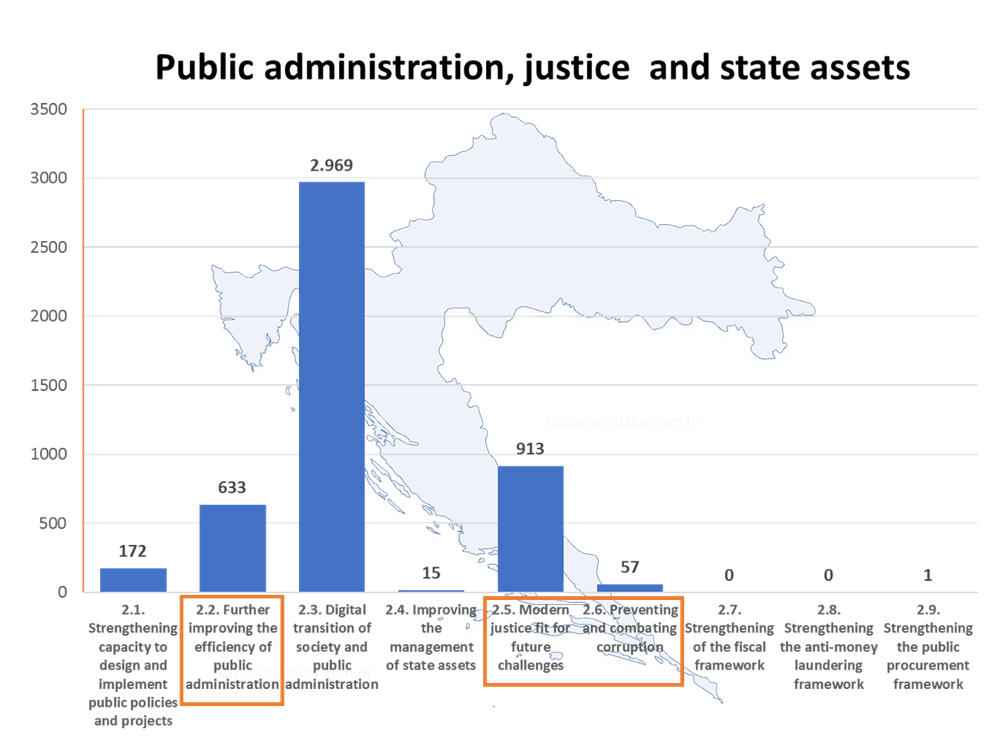 Public administration, justice  and state assets
3500
3000
2500
2000
1500
1000
500
0
172
633
2.969
15
913
57
0
0
1
karta-hrvatske.com.hr
2.1.
Strengthening
capacity to
design and
implement
public policies
and projects
2.2. Further
improving the
efficiency of
public
administration
2.3. Digital
transition of
society and
public
administration
2.4. Improving
the
management
of state assets
2.5. Modern
justice fit for
future
challenges
2.6. Preventing
and combating
corruption
2.7.
Strengthening
of the fiscal
framework
2.8.
Strengthening
the anti-money
laundering
framework
2.9.
Strengthening
the public
procurement
framework
karta-hrvatske.com.hr